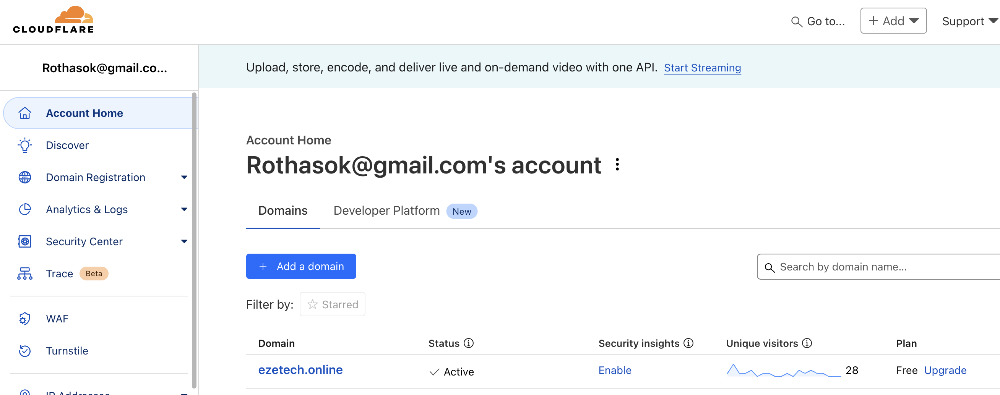 CLOUDFLARE
Go to...
Add
Support
Rothasok@gmail.co...
Upload, store, encode, and deliver live and on-demand video with one API. Start Streaming
Account Home
Discover
Domain Registration
Analytics & Logs
Security Center
Trace Beta
WAF
Turnstile
IP Addresses
Account Home
Rothasok@gmail.com's account
Domains
Developer Platform New
+ Add a domain
Search by domain name...
Filter by: Starred
Domain Status Security insights Unique visitors Plan
ezetech.online Active Enable 28 Free Upgrade